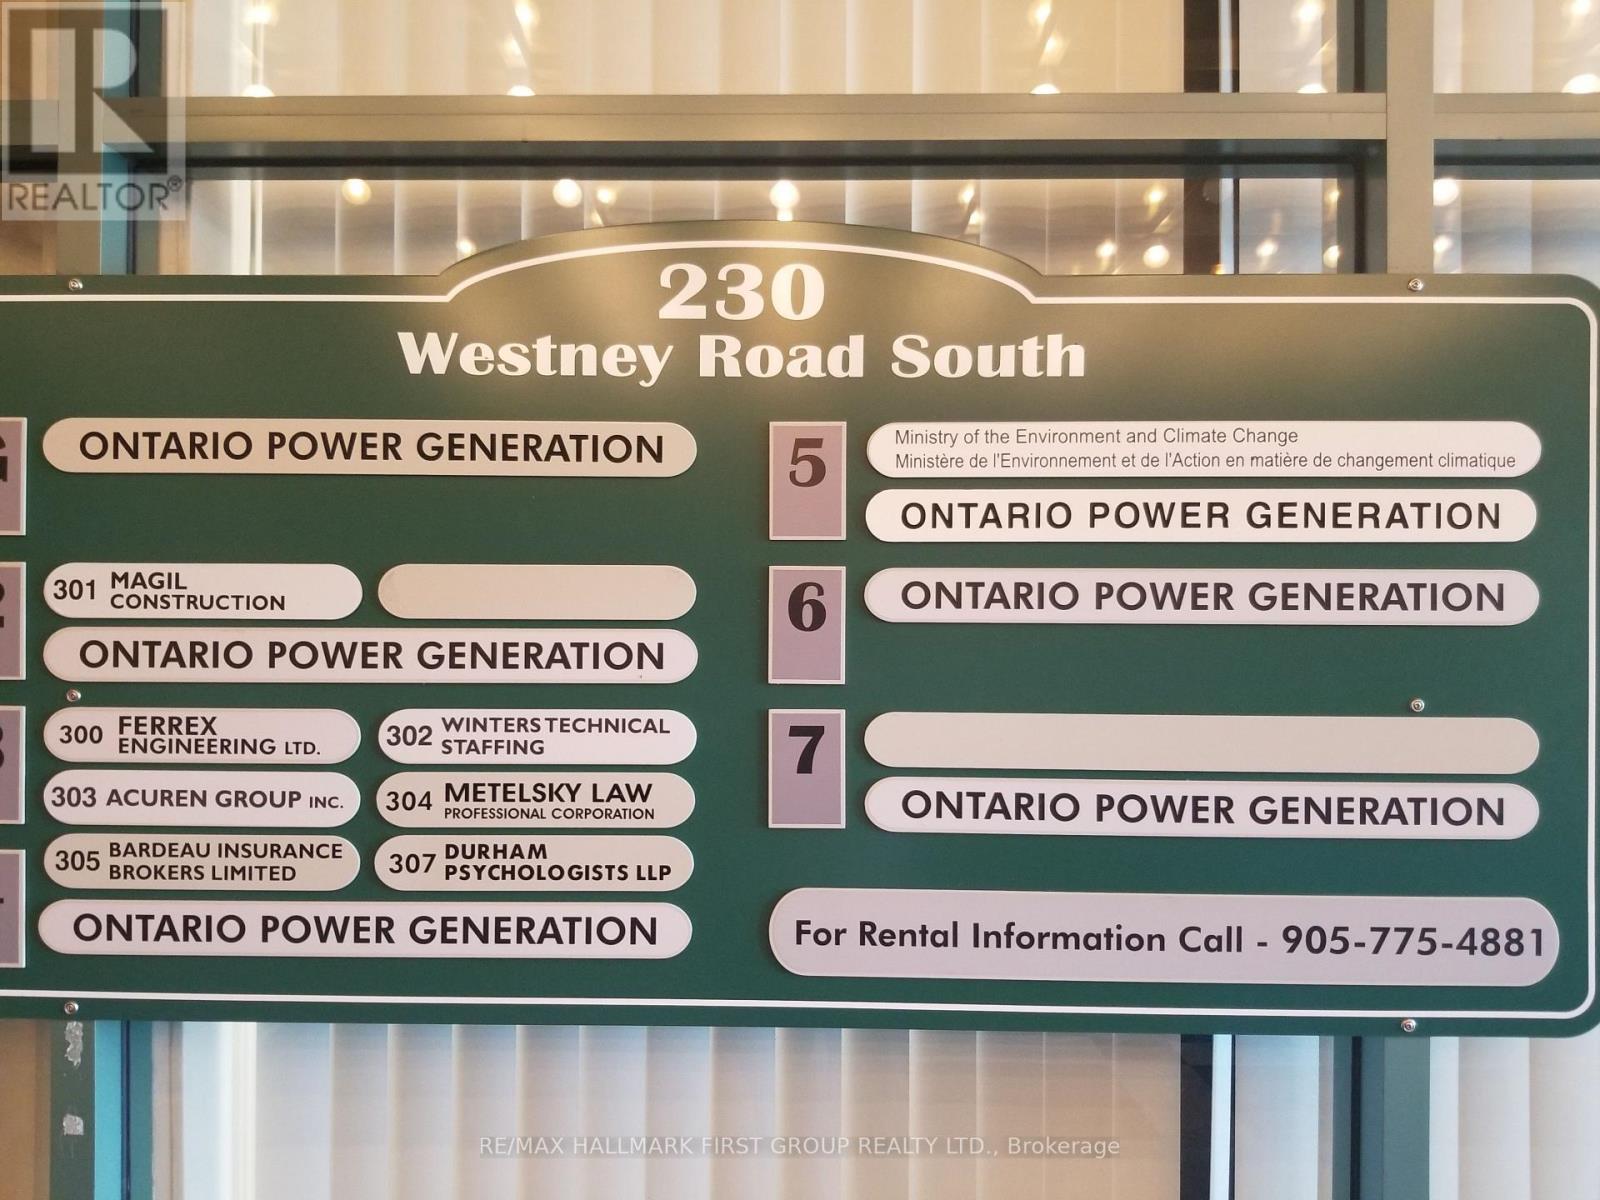 REALTOR®
230
Westney Road South
G
ONTARIO POWER GENERATION
2
301 MAGIL
CONSTRUCTION
ONTARIO POWER GENERATION
3
300 FERREX
ENGINEERING LTD.
302 WINTERS TECHNICAL
STAFFING
303 ACUREN GROUP INC.
304 METELSKY LAW
PROFESSIONAL CORPORATION
305 BARDEAU INSURANCE
BROKERS LIMITED
307 DURHAM
PSYCHOLOGISTS LLP
ONTARIO POWER GENERATION
5
Ministry of the Environment and Climate Change
Ministère de l'Environnement et de l'Action en matière de changement climatique
ONTARIO POWER GENERATION
6
ONTARIO POWER GENERATION
7
ONTARIO POWER GENERATION
For Rental Information Call - 905-775-4881
RE/MAX HALLMARK FIRST GROUP REALTY LTD., Brokerage